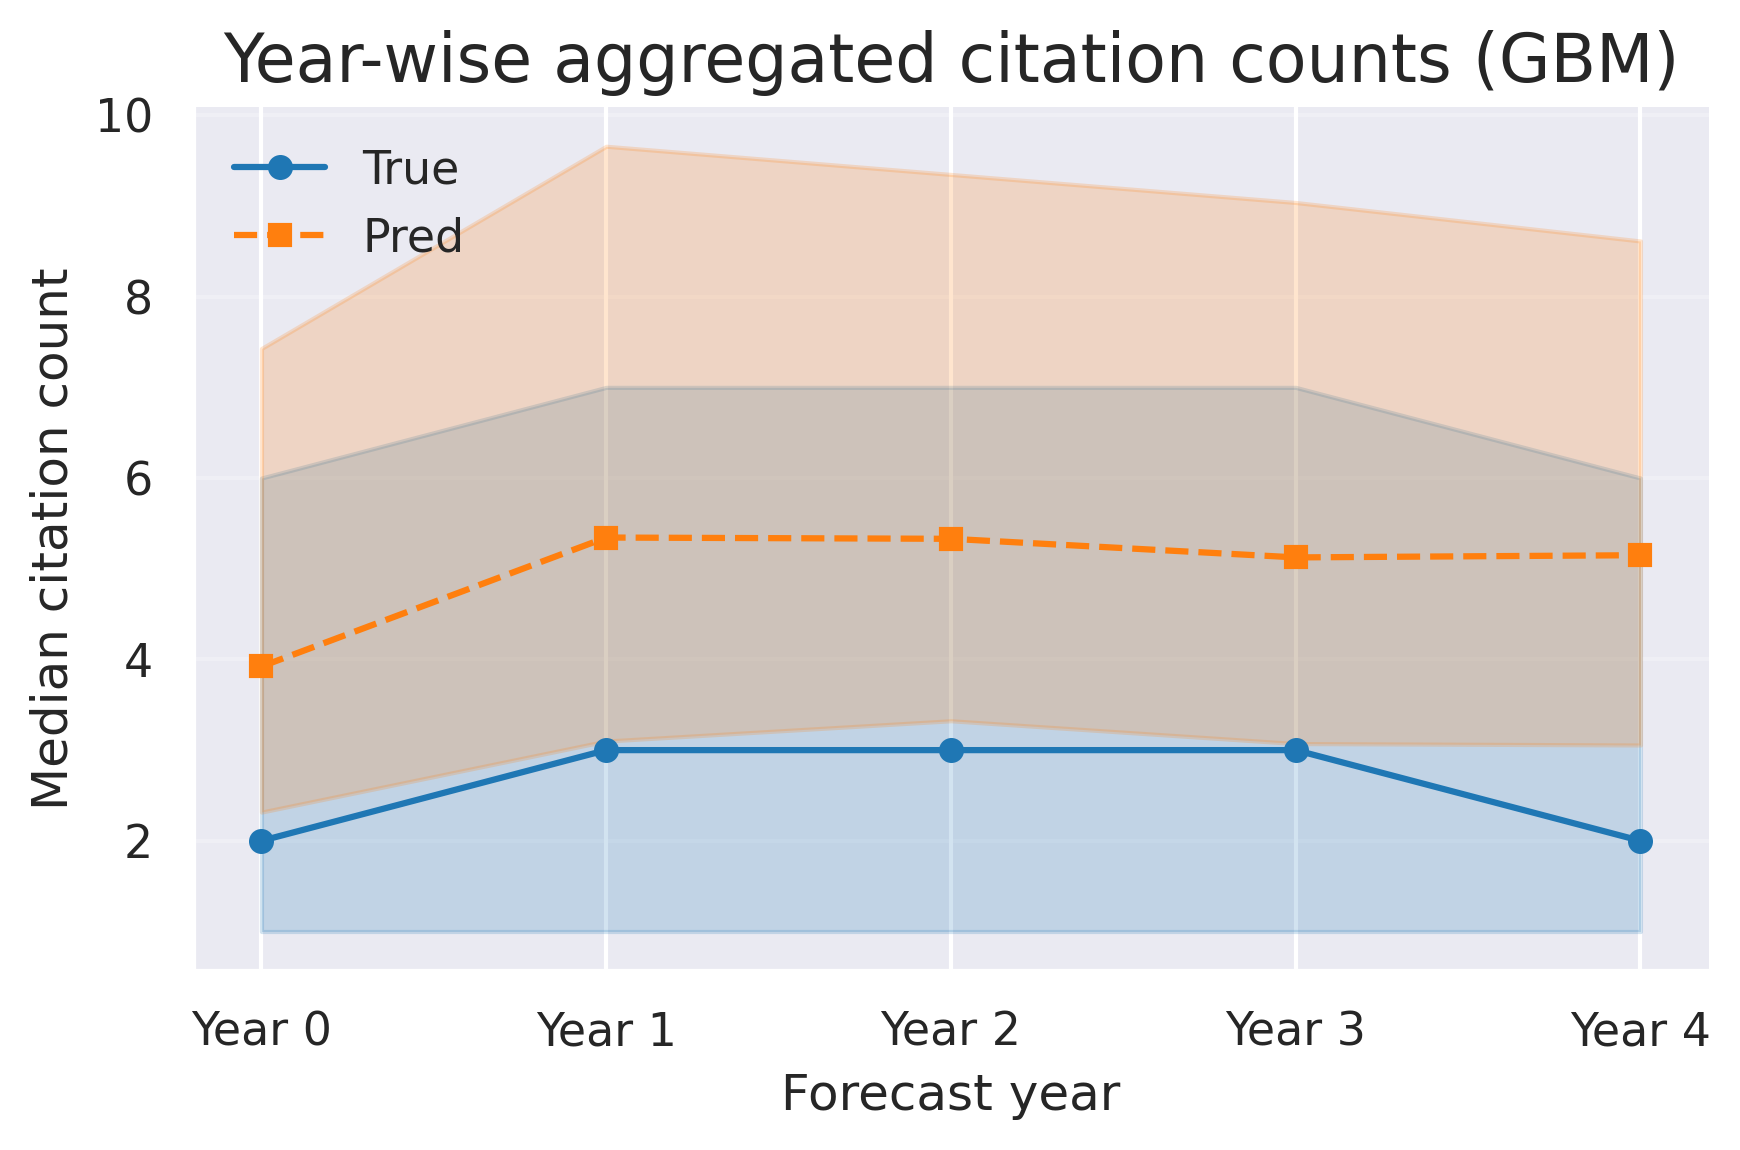 Year-wise aggregated citation counts (GBM)
10
8
6
4
2
Median citation count
True
Pred
Year 0
Year 1
Year 2
Year 3
Year 4
Forecast year